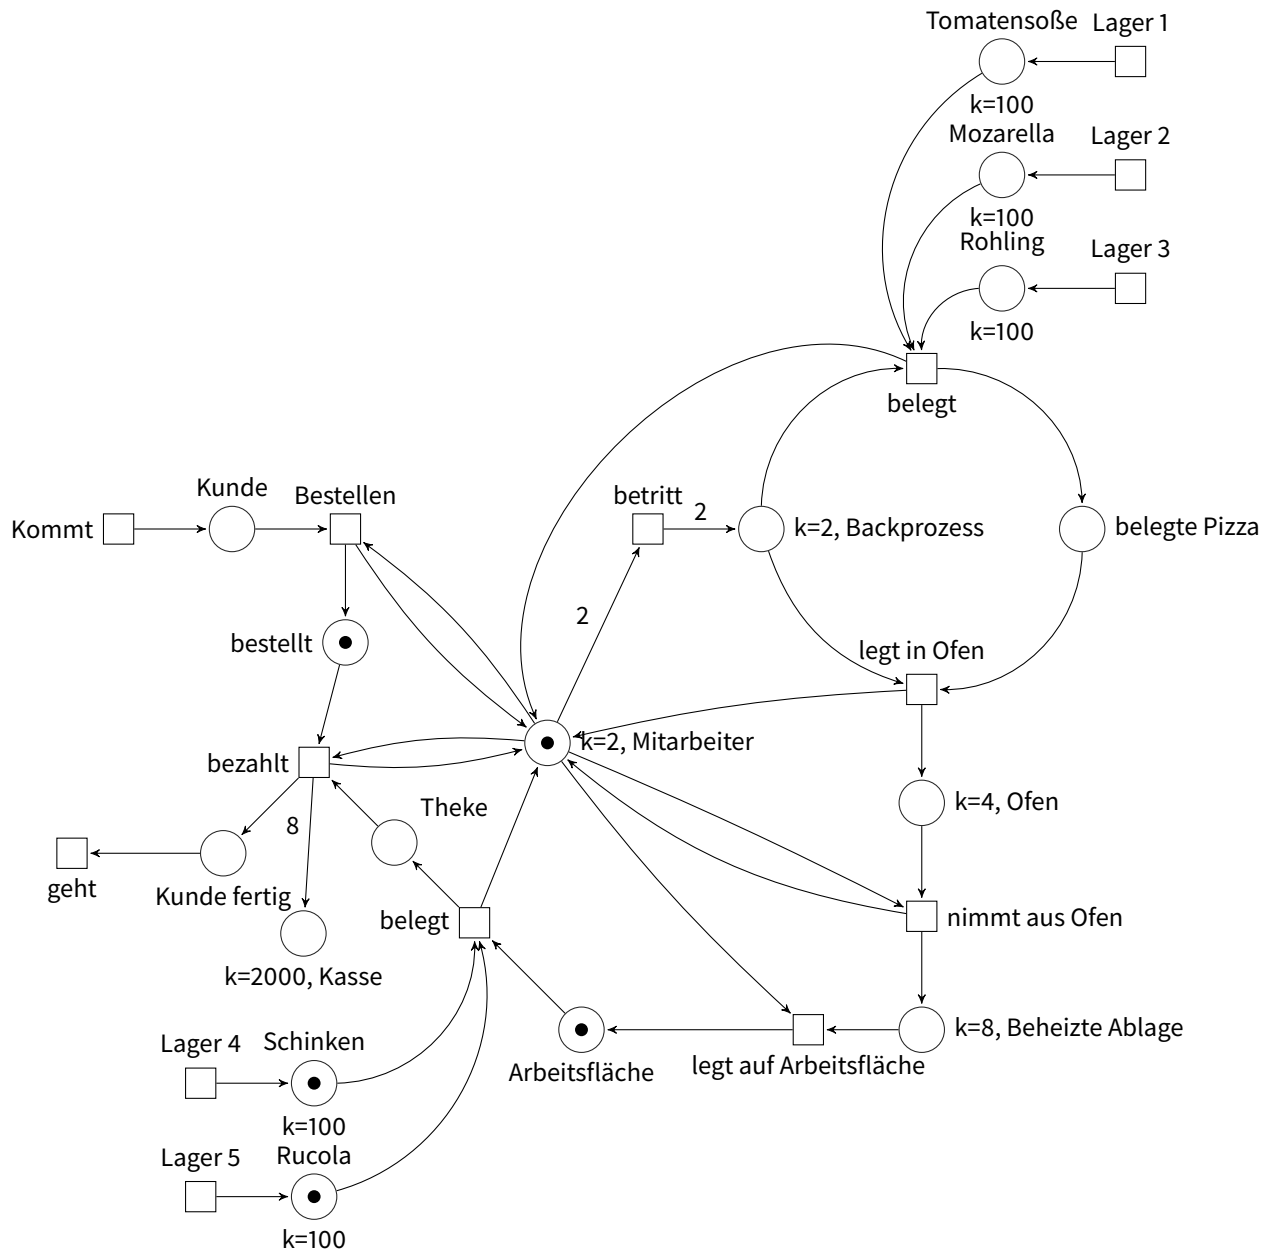 Tomatensoße
Lager 1
k=100
Mozarella
Lager 2
k=100
Rohling
Lager 3
k=100
belegt
Kunde
Bestellen
betritt
2
Kommt
k=2, Backprozess
belegte Pizza
2
bestellt
legt in Ofen
k=2, Mitarbeiter
bezahlt
Theke
k=4, Ofen
8
geht
Kunde fertig
belegt
nimmt aus Ofen
k=2000, Kasse
k=8, Beheizte Ablage
Lager 4
Schinken
Arbeitsfläche
legt auf Arbeitsfläche
k=100
Lager 5
Rucola
k=100